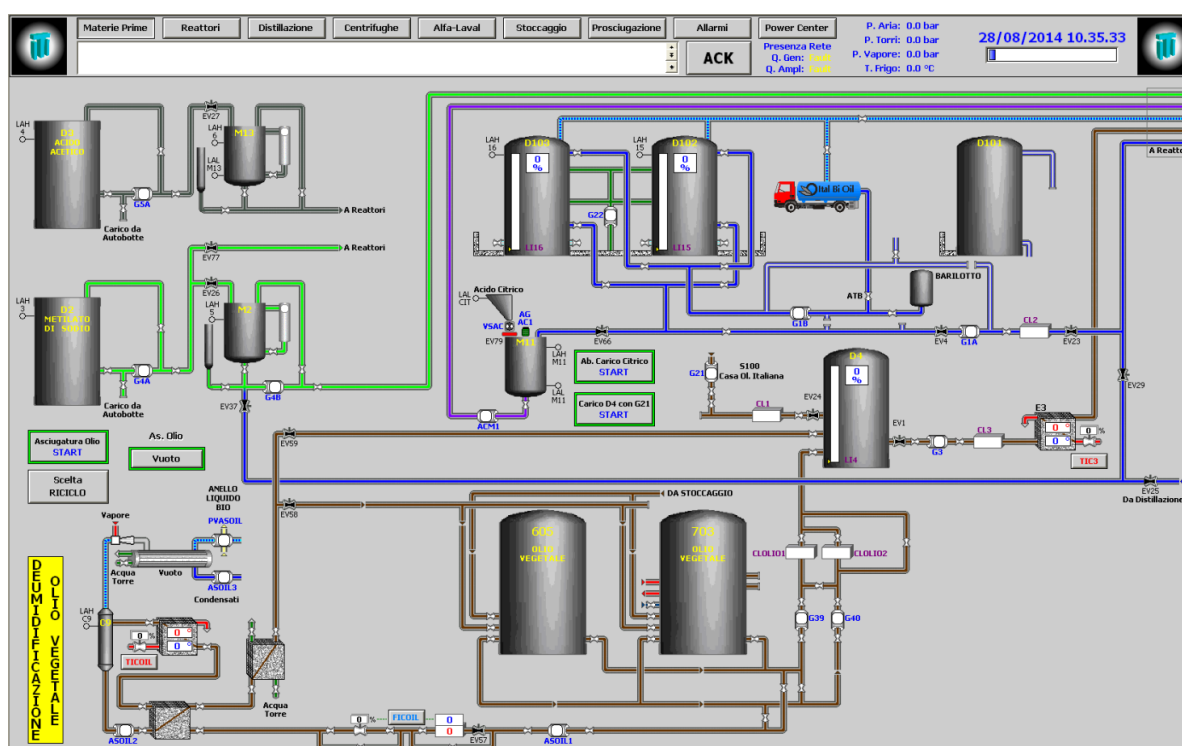 Materie Prime
Reattori
Distillazione
Centrifughe
Alfa-Laval
Stoccaggio
Prosciugazione
Allarmi
Power Center
ACK
P. Aria: 0.0 bar
P. Torri: 0.0 bar
P. Vapore: 0.0 bar
T. Frigo: 0.0 °C
Presenza Rete
Q. Gen:
Q. Ampl:
28/08/2014 10.35.33
LAH
4
D3
ACIDO
ACETICO
EV27
LAH
6
M13
LAL
M13
G5A
Carico da
Autobotte
A Reattori
EV77
A Reattori
EV26
LAH
3
D2
METILATO
DI SODIO
LAH
5
M2
G4A
G4B
Carico da
Autobotte
EV37
LAH
16
D103
0
%
LI16
G22
LAH
15
D102
0
%
LI15
Ital Bi Oil
D101
A Reatto
BARILOTTO
ATB
G1B
CL2
EV4
G1A
EV23
EV29
Acido Citrico
LAL
CIT
VSAC
EV79
AG
AC1
M11
EV66
LAH
M11
LAL
M11
ACM1
Ab. Carico Citrico
START
Carico D4 con G21
START
G21
S100
Casa Ol. Italiana
CL1
EV24
D4
0
%
LI4
EV1
G3
CL3
E3
0 °
0 °
0 %
TIC3
EV25
Da Distillazione
Asciugatura Olio
START
As. Olio
Vuoto
Scelta
RICICLO
EV59
EV58
DA STOCCAGGIO
605
OLIO
VEGETALE
703
OLIO
VEGETALE
CLOLIO1
CLOLIO2
G39
G40
ANELLO
LIQUIDO
BIO
PVASOIL
Vapore
Acqua
Torre
Vuoto
ASOIL3
Condensati
LAH
C9
C9
0 %
TICOIL
0 °
0 °
Acqua
Torre
DEUMIDIFICAZIONE
OLIO VEGETALE
ASOIL2
0 %
FICOIL
0
0
EV57
ASOIL1